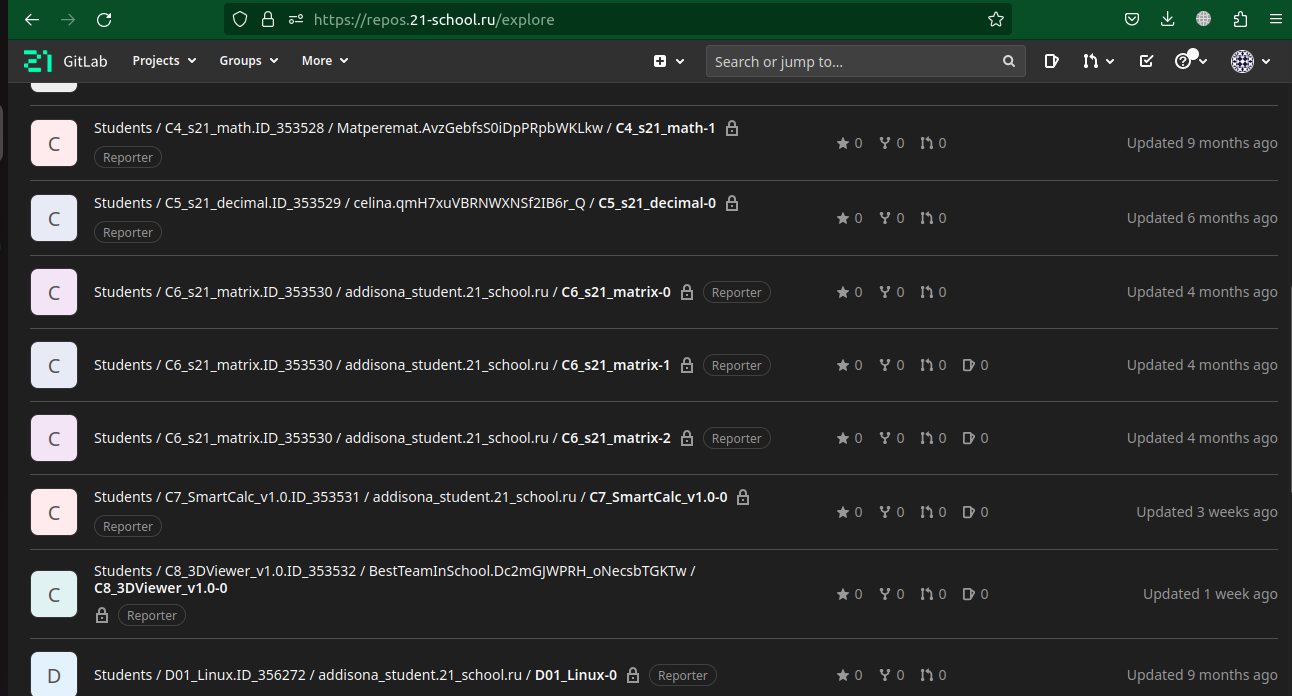 https://repos.21-school.ru/explore
21 GitLab Projects Groups More Search or jump to...
Students / C4_s21_math.ID_353528 / Matperemat.AvzGebfsS0iDpPRpbWKLkw / C4_s21_math-1
Reporter
0 0 0 Updated 9 months ago
C
Students / C5_s21_decimal.ID_353529 / celina.qmH7xuVBRNWXNSf2IB6r_Q / C5_s21_decimal-0
Reporter
0 0 0 Updated 6 months ago
C
C Students / C6_s21_matrix.ID_353530 / addisona_student.21_school.ru / C6_s21_matrix-0 Reporter 0 0 0 Updated 4 months ago
C Students / C6_s21_matrix.ID_353530 / addisona_student.21_school.ru / C6_s21_matrix-1 Reporter 0 0 0 0 Updated 4 months ago
C Students / C6_s21_matrix.ID_353530 / addisona_student.21_school.ru / C6_s21_matrix-2 Reporter 0 0 0 0 Updated 4 months ago
Students / C7_SmartCalc_v1.0.ID_353531 / addisona_student.21_school.ru / C7_SmartCalc_v1.0-0
C 0 0 0 0 Updated 3 weeks ago
Reporter
Students / C8_3DViewer_v1.0.ID_353532 / BestTeamInSchool.Dc2mGJWPRH_oNecsbTGKTw /
C8_3DViewer_v1.0-0
C 0 0 0 0 Updated 1 week ago
Reporter
D Students / D01_Linux.ID_356272 / addisona_student.21_school.ru / D01_Linux-0 Reporter 0 0 0 Updated 9 months ago